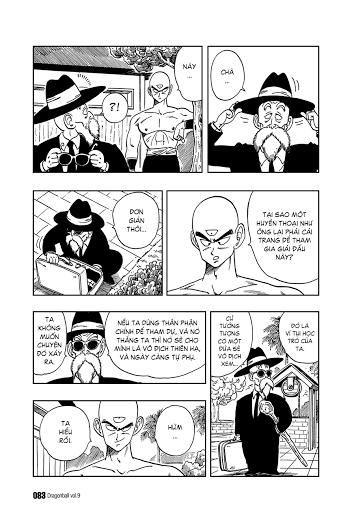 CHÀ
...
NÀY
...
?!
TẠI SAO MỘT
HUYỀN THOẠI NHƯ
ÔNG LẠI PHẢI CẢI
TRANG ĐỂ THAM
GIA GIẢI ĐẤU
NÀY?
ĐƠN
GIẢN
THÔI...
ĐÓ LÀ
VÌ TỤI HỌC
TRÒ CỦA
TA.
CỨ
TƯỞNG
TƯỢNG
CÓ MỘT
ĐỨA SẼ
VÔ ĐỊCH
XEM...
NẾU TA DÙNG THÂN PHẬN
CHÍNH ĐỂ THAM DỰ, VÀ NÓ
THẮNG TA THÌ NÓ SẼ CHO
MÌNH LÀ VÔ ĐỊCH THIÊN HẠ,
VÀ NGÀY CÀNG TỰ PHỤ.
TA
KHÔNG
MUỐN
CHUYỆN
ĐÓ XẢY
RA.
HỪM
...
TA
HIỂU
RỒI.
083 Dragonball vol.9